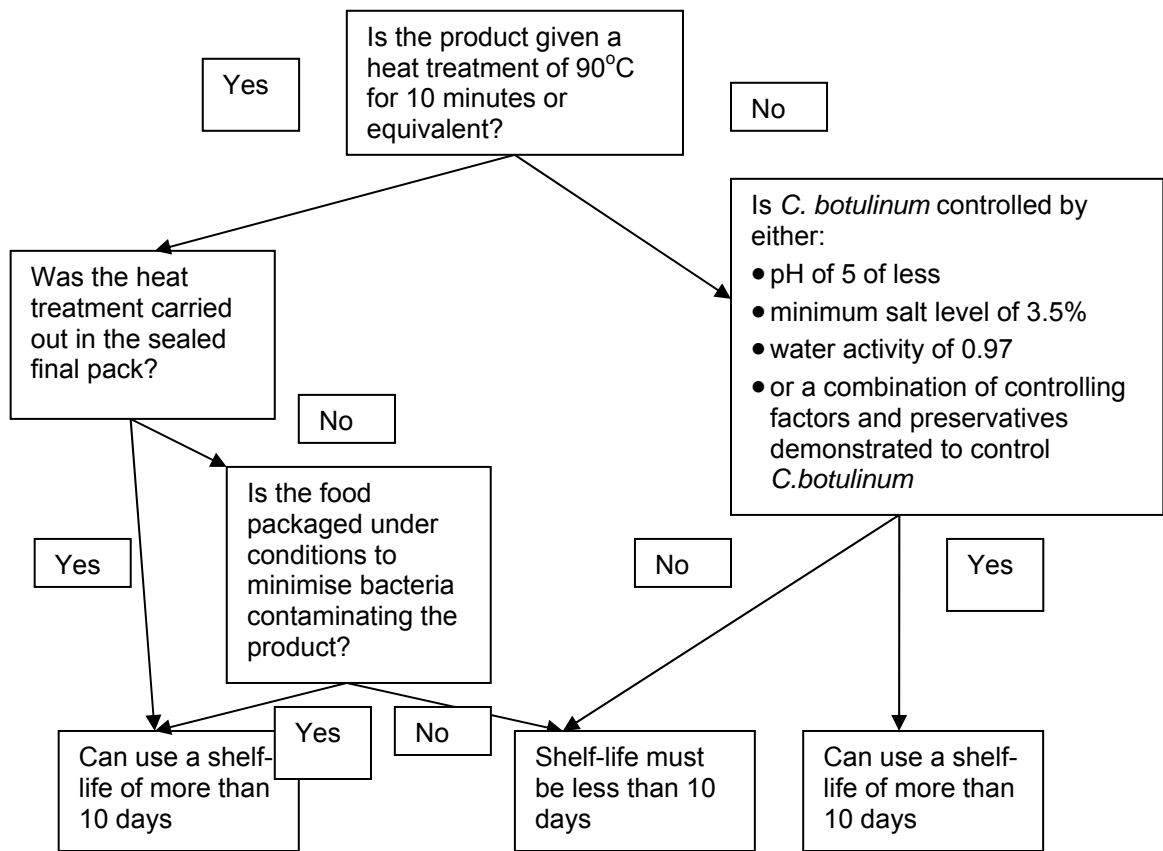 Is the product given a
heat treatment of 90°C
for 10 minutes or
equivalent?
Yes
No
Is C. botulinum controlled by
either:
• pH of 5 of less
• minimum salt level of 3.5%
• water activity of 0.97
• or a combination of controlling
factors and preservatives
demonstrated to control
C.botulinum
Was the heat
treatment carried
out in the sealed
final pack?
No
Is the food
packaged under
conditions to
minimise bacteria
contaminating the
product?
Yes
No
Yes
Yes
No
Can use a shelf-
life of more than
10 days
Shelf-life must
be less than 10
days
Can use a shelf-
life of more than
10 days